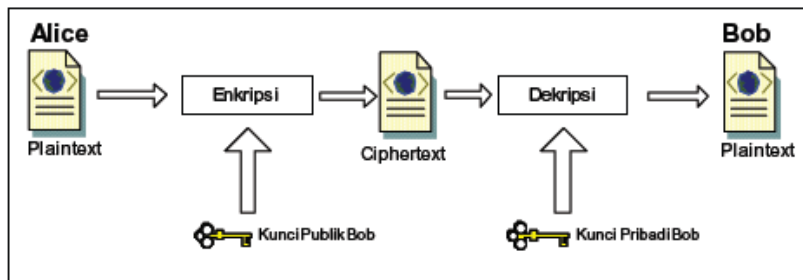 Alice
Bob
Enkripsi
Dekripsi
Plaintext
Ciphertext
Plaintext
Kunci Publik Bob
Kunci Pribadi Bob